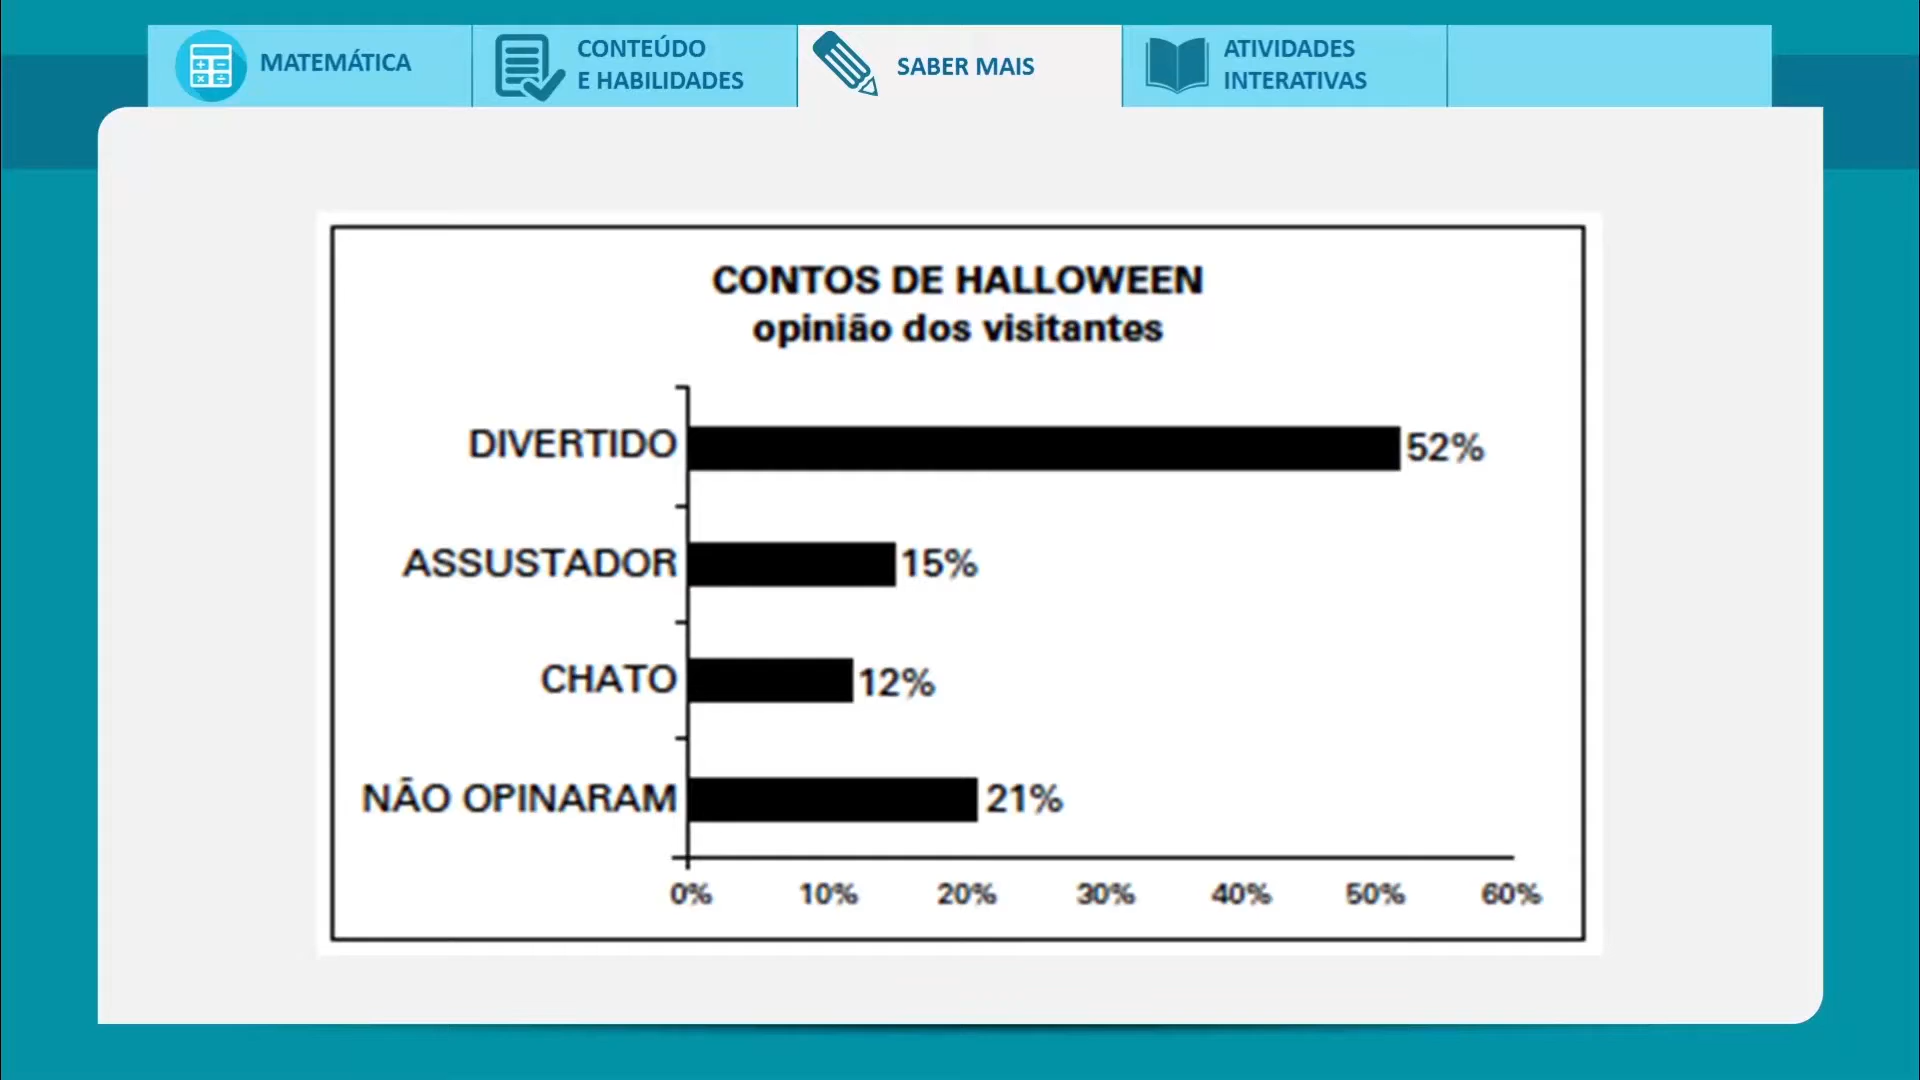 MATEMÁTICA
CONTEÚDO
E HABILIDADES
SABER MAIS
ATIVIDADES
INTERATIVAS
CONTOS DE HALLOWEEN
opinião dos visitantes
DIVERTIDO 52%
ASSUSTADOR 15%
CHATO 12%
NÃO OPINARAM 21%
0% 10% 20% 30% 40% 50% 60%